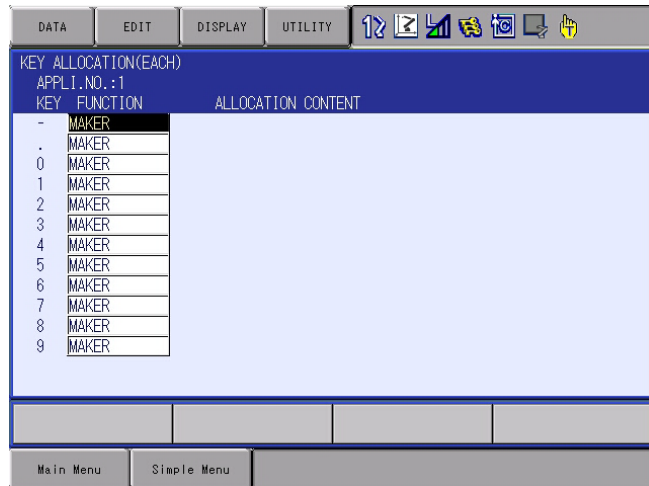 DATA EDIT DISPLAY UTILITY
KEY ALLOCATION(EACH)
APPLI.NO.:1
KEY FUNCTION ALLOCATION CONTENT
- MAKER
. MAKER
0 MAKER
1 MAKER
2 MAKER
3 MAKER
4 MAKER
5 MAKER
6 MAKER
7 MAKER
8 MAKER
9 MAKER
Main Menu Simple Menu